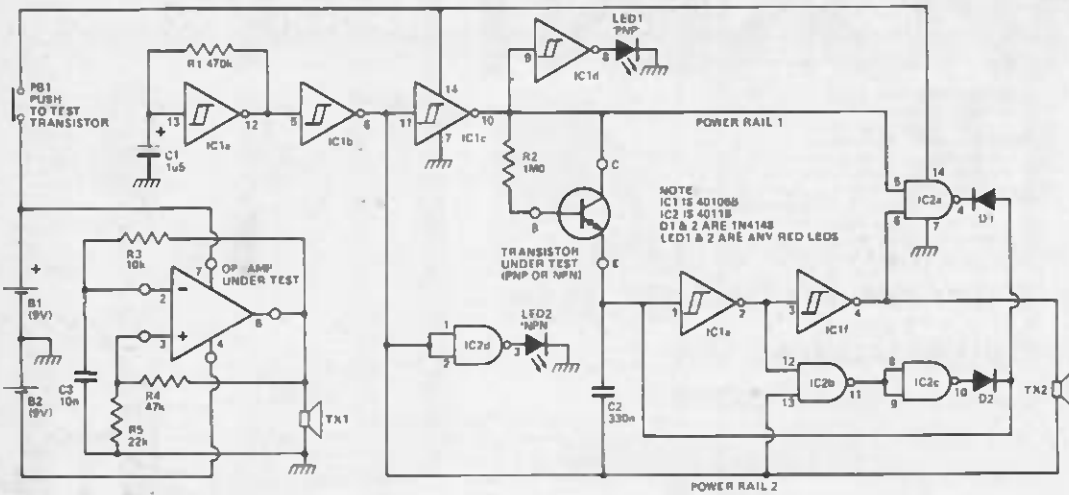 PB1
PUSH
TO TEST
TRANSISTOR
R1 470k
13
12
IC1a
+
C1
1u5
5
6
IC1b
11
14
10
7
IC1c
9
8
IC1d
LED1
'PNP'
POWER RAIL 1
R2
1M0
C
B
E
TRANSISTOR
UNDER TEST
(PNP OR NPN)
NOTE
IC1 IS 40106B
IC2 IS 4011B
D1 & 2 ARE 1N4148
LED1 & 2 ARE ANY RED LEDS
5
6
14
IC2a
4
7
D1
R3
10k
7
OP AMP
UNDER TEST
2
-
3
+
6
4
+
B1
(9V)
B2
(9V)
C3
10n
R4
47k
R5
22k
TX1
1
2
IC2d
3
LED2
'NPN'
C2
330n
1
2
IC1a
3
4
IC1f
12
13
IC2b
11
8
9
IC2c
10
D2
TX2
POWER RAIL 2